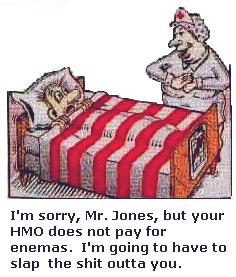 I'm sorry, Mr. Jones, but your
HMO does not pay for
enemas. I'm going to have to
slap the shit outta you.